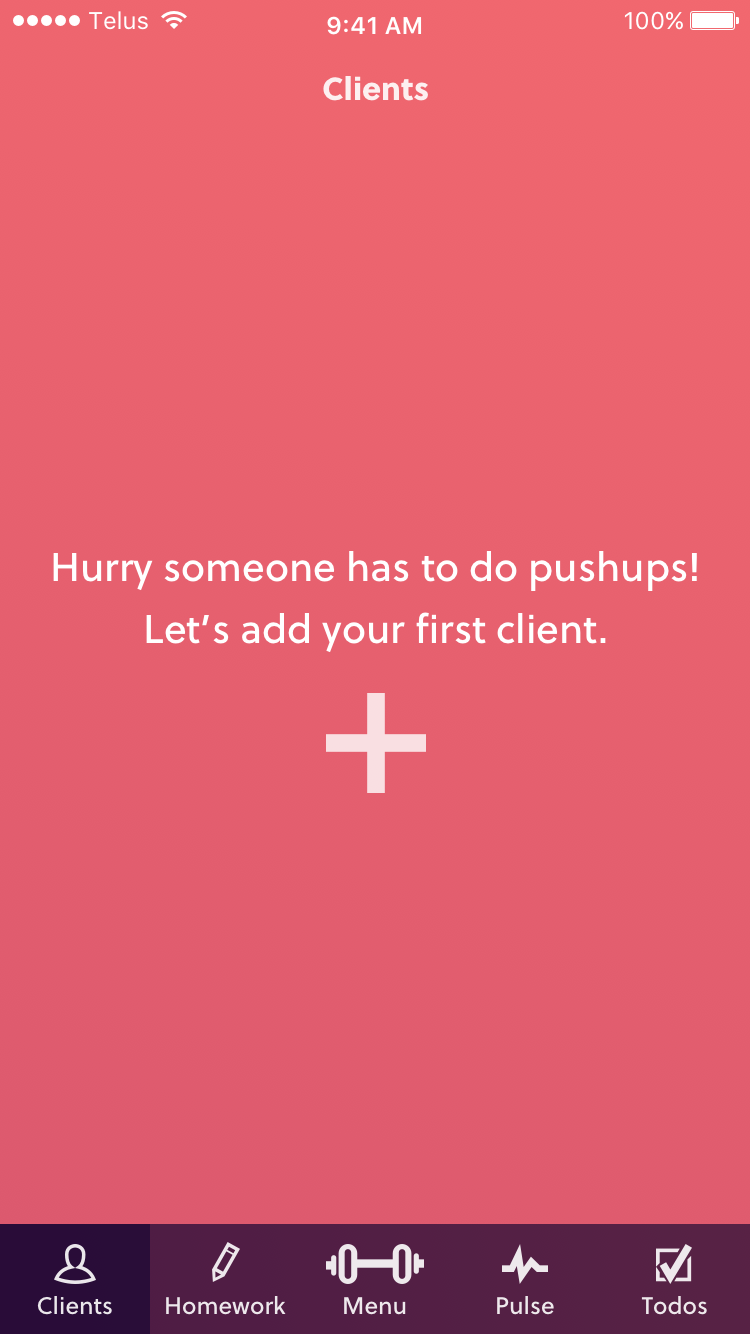 Telus 9:41 AM 100%
Clients
Hurry someone has to do pushups!
Let’s add your first client.
Clients Homework Menu Pulse Todos